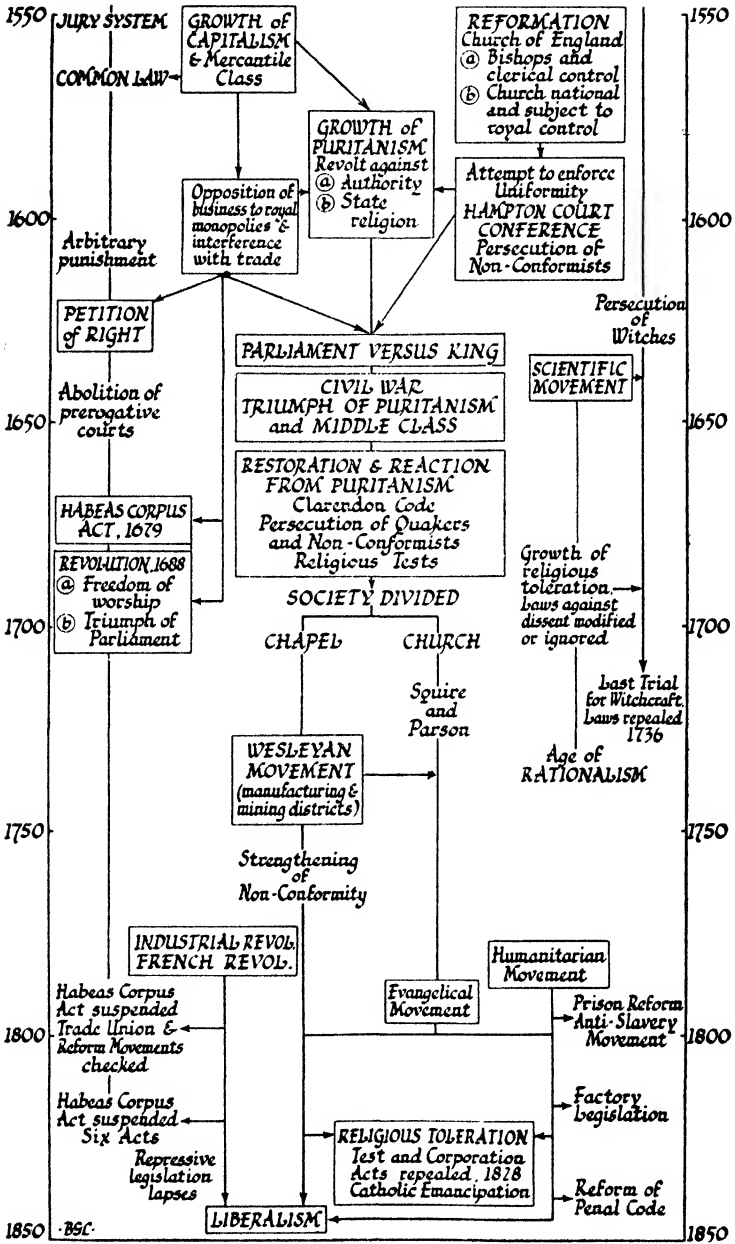 1550
JURY SYSTEM
COMMON LAW
GROWTH of
CAPITALISM
& Mercantile
Class
REFORMATION
Church of England
ⓐ Bishops and
clerical control
ⓑ Church national
and subject to
royal control
1550
GROWTH of
PURITANISM
Revolt against
ⓐ Authority
ⓑ State
religion
Opposition of
business to royal
monopolies &
interference
with trade
Attempt to enforce
Uniformity
HAMPTON COURT
CONFERENCE
Persecution of
Non-Conformists
1600
1600
Arbitrary
punishment
PETITION
of RIGHT
Persecution
of
Witches
PARLIAMENT VERSUS KING
SCIENTIFIC
MOVEMENT
CIVIL WAR
TRIUMPH OF PURITANISM
and MIDDLE CLASS
Abolition of
prerogative
courts
1650
1650
RESTORATION & REACTION
FROM PURITANISM
Clarendon Code
Persecution of Quakers
and Non-Conformists
Religious Tests
HABEAS CORPUS
ACT, 1679
REVOLUTION, 1688
ⓐ Freedom of
worship
ⓑ Triumph of
Parliament
Growth of
religious
toleration.
Laws against
dissent modified
or ignored
SOCIETY DIVIDED
1700
1700
CHAPEL
CHURCH
Squire
and
Parson
Last Trial
for Witchcraft.
Laws repealed
1736
Age of
RATIONALISM
WESLEYAN
MOVEMENT
(manufacturing &
mining districts)
1750
1750
Strengthening
of
Non-Conformity
INDUSTRIAL REVOL.
FRENCH REVOL.
Humanitarian
Movement
Evangelical
Movement
Habeas Corpus
Act suspended
Trade Union &
Reform Movements
checked
Prison Reform
Anti-Slavery
Movement
1800
1800
Habeas Corpus
Act suspended
Six Acts
Factory
Legislation
RELIGIOUS TOLERATION
Test and Corporation
Acts repealed, 1828
Catholic Emancipation
Repressive
legislation
lapses
Reform of
Penal Code
LIBERALISM
1850
·BSL·
1850